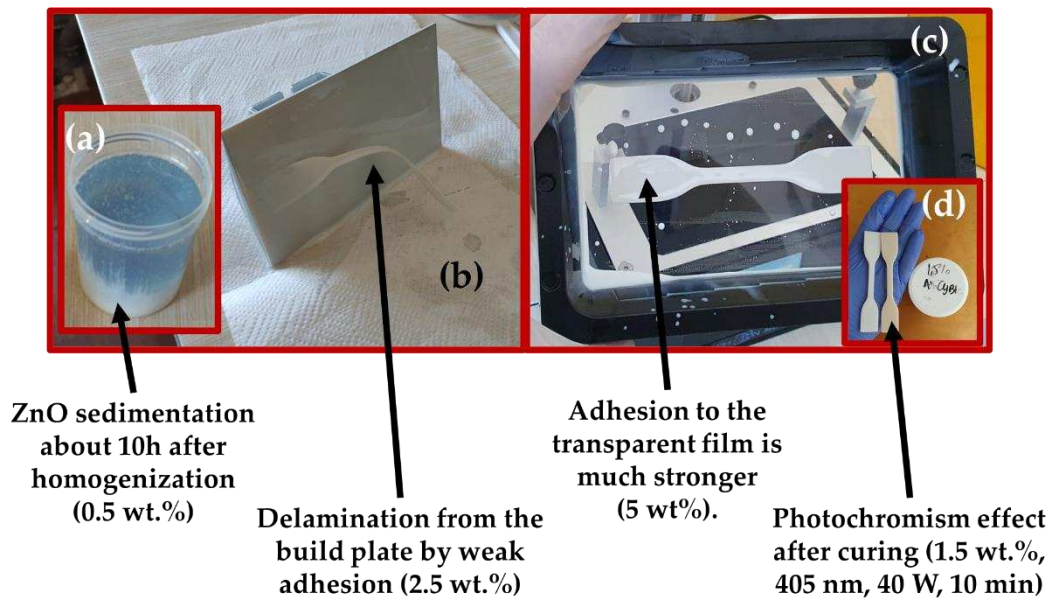 (a)
(b)
(c)
(d)
1,5%
ZnO sedimentation
about 10h after
homogenization
(0.5 wt.%)
Delamination from the
build plate by weak
adhesion (2.5 wt.%)
Adhesion to the
transparent film is
much stronger
(5 wt%).
Photochromism effect
after curing (1.5 wt.%,
405 nm, 40 W, 10 min)